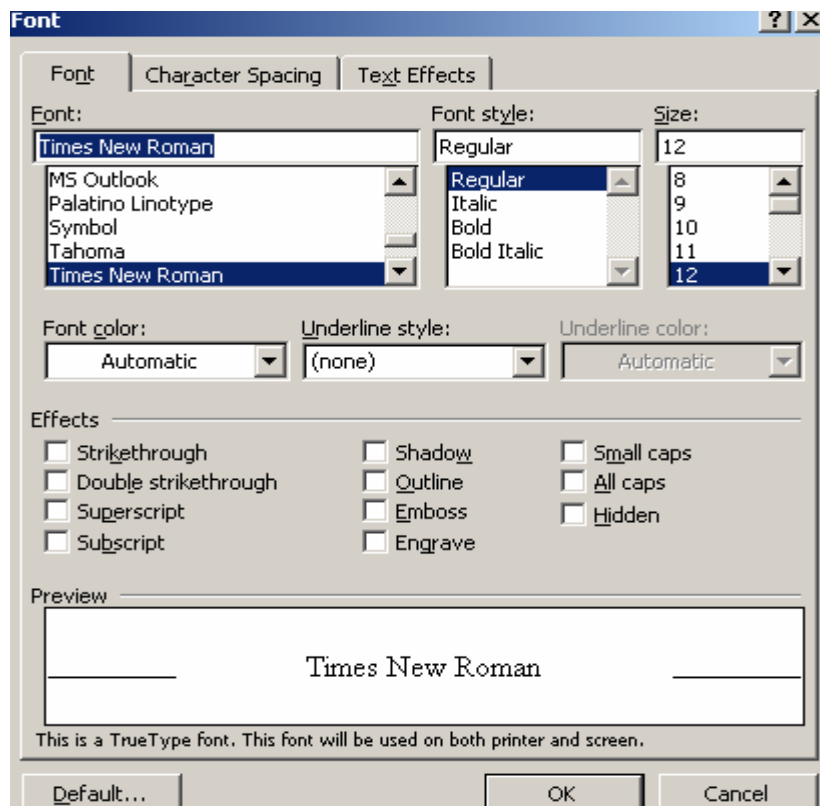 Font
Font Character Spacing Text Effects
Font: Font style: Size:
Times New Roman Regular 12
MS Outlook Regular 8
Palatino Linotype Italic 9
Symbol Bold 10
Tahoma Bold Italic 11
Times New Roman 12
Font color: Underline style: Underline color:
Automatic (none) Automatic
Effects
Strikethrough Shadow Small caps
Double strikethrough Outline All caps
Superscript Emboss Hidden
Subscript Engrave
Preview
Times New Roman
This is a TrueType font. This font will be used on both printer and screen.
Default... OK Cancel